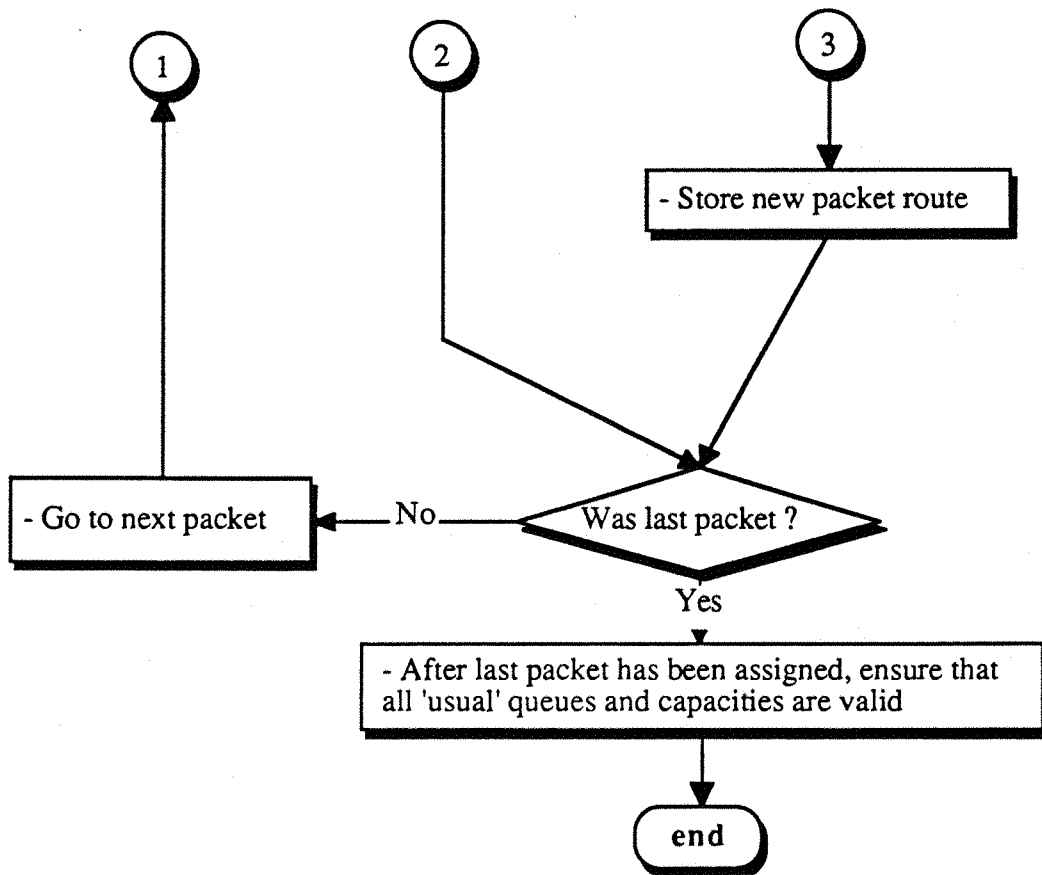 1
2
3
- Store new packet route
- Go to next packet
No
Was last packet ?
Yes
- After last packet has been assigned, ensure that
all 'usual' queues and capacities are valid
end